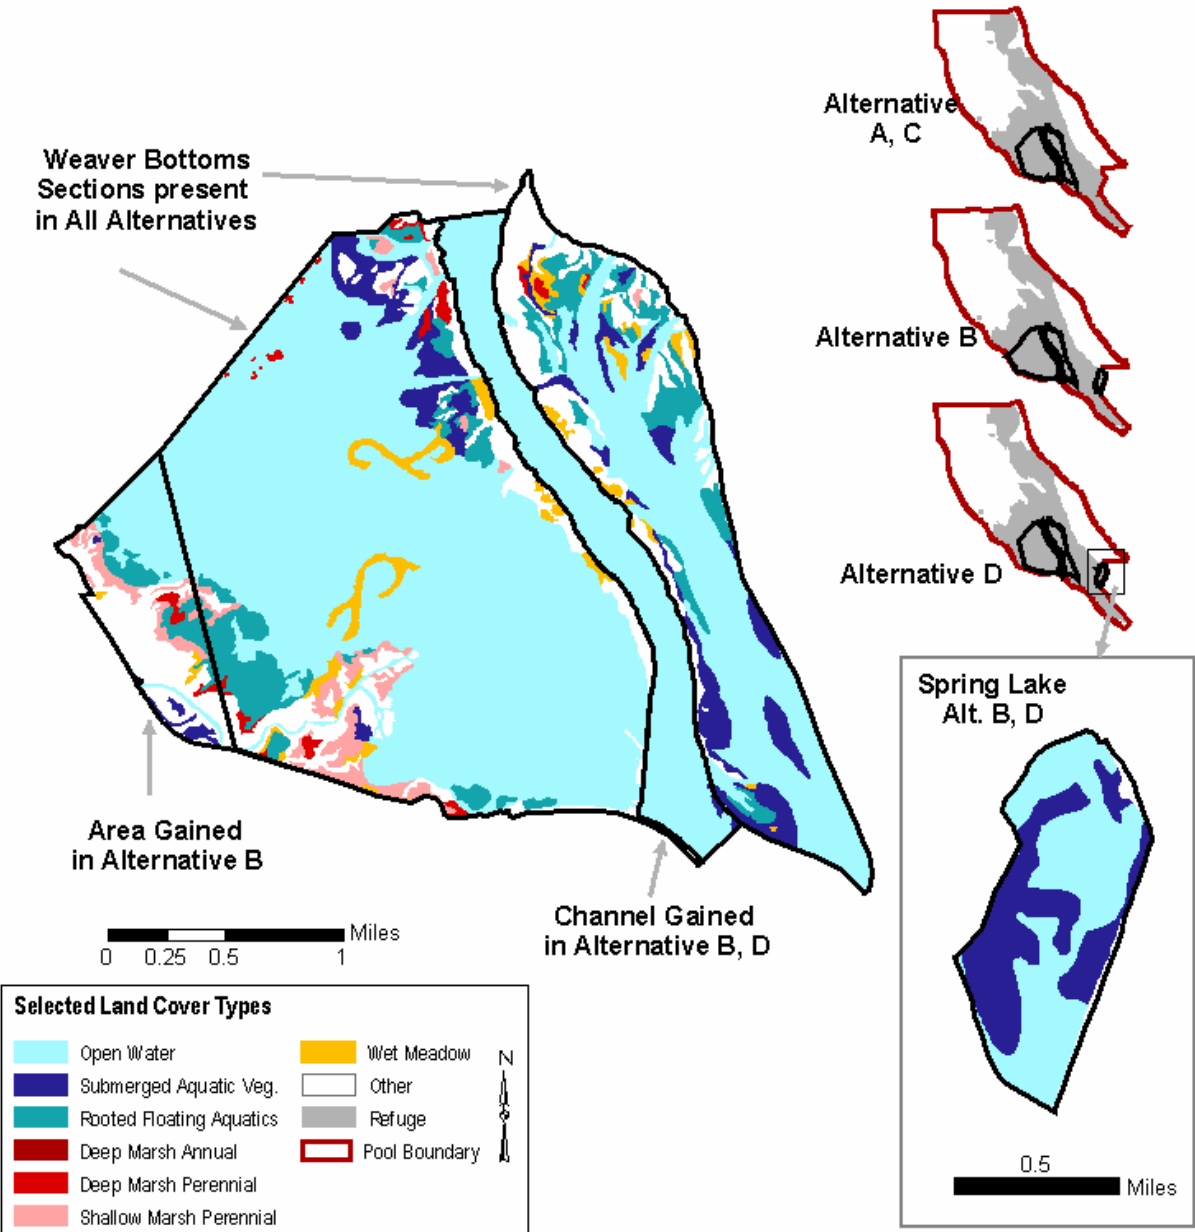 Alternative
A, C
Weaver Bottoms
Sections present
in All Alternatives
Alternative B
Alternative D
Spring Lake
Alt. B, D
Area Gained
in Alternative B
Channel Gained
in Alternative B, D
Miles
0 0.25 0.5 1
0.5
Miles
Selected Land Cover Types
Open Water
Submerged Aquatic Veg.
Rooted Floating Aquatics
Deep Marsh Annual
Deep Marsh Perennial
Shallow Marsh Perennial
Wet Meadow
Other
Refuge
Pool Boundary
N